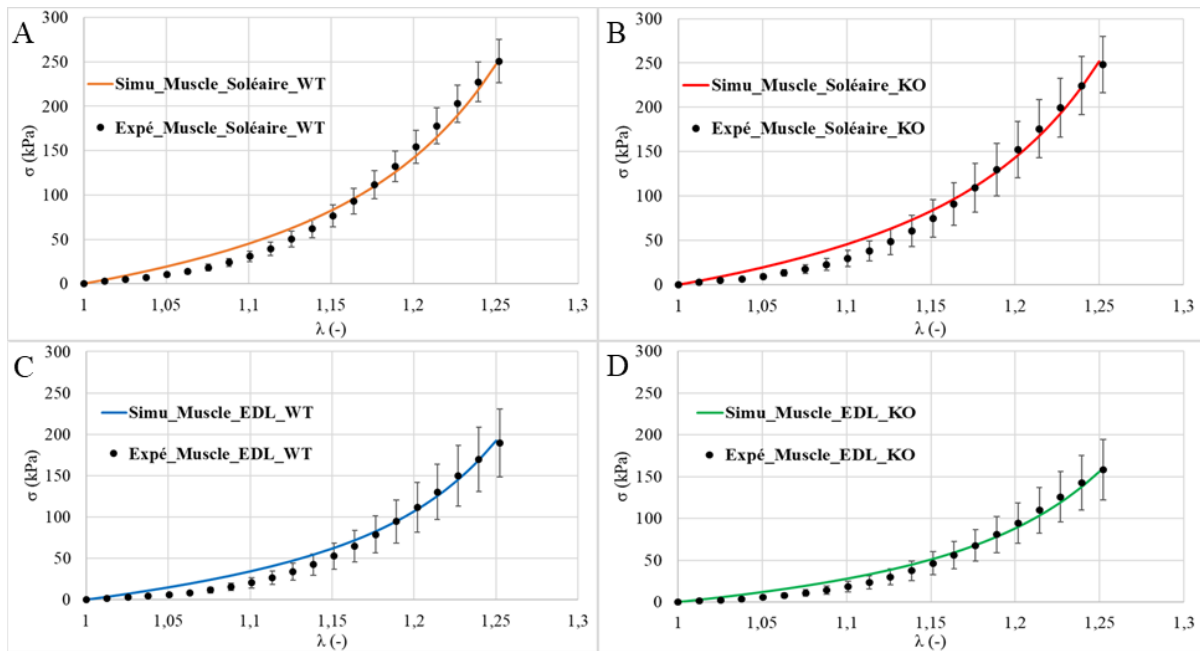 A
300
250
200
150
100
50
0
σ (kPa)
Simu_Muscle_Soléaire_WT
Expé_Muscle_Soléaire_WT
1 1,05 1,1 1,15 1,2 1,25 1,3
λ (-)
B
300
250
200
150
100
50
0
σ (kPa)
Simu_Muscle_Soléaire_KO
Expé_Muscle_Soléaire_KO
1 1,05 1,1 1,15 1,2 1,25 1,3
λ (-)
C
300
250
200
150
100
50
0
σ (kPa)
Simu_Muscle_EDL_WT
Expé_Muscle_EDL_WT
1 1,05 1,1 1,15 1,2 1,25 1,3
λ (-)
D
300
250
200
150
100
50
0
σ (kPa)
Simu_Muscle_EDL_KO
Expé_Muscle_EDL_KO
1 1,05 1,1 1,15 1,2 1,25 1,3
λ (-)